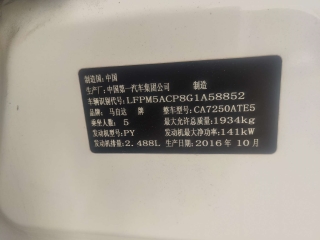 制造国:中国
生产厂:中国第一汽车集团公司 制造
车辆识别代号:LFPM5ACP8G1A58852
品牌:马自达 牌 整车型号:CA7250ATE5
乘坐人数:5 最大允许总质量:1934kg
发动机型号:PY 发动机最大净功率:141kW
发动机排量:2.488L 生产日期:2016年10月